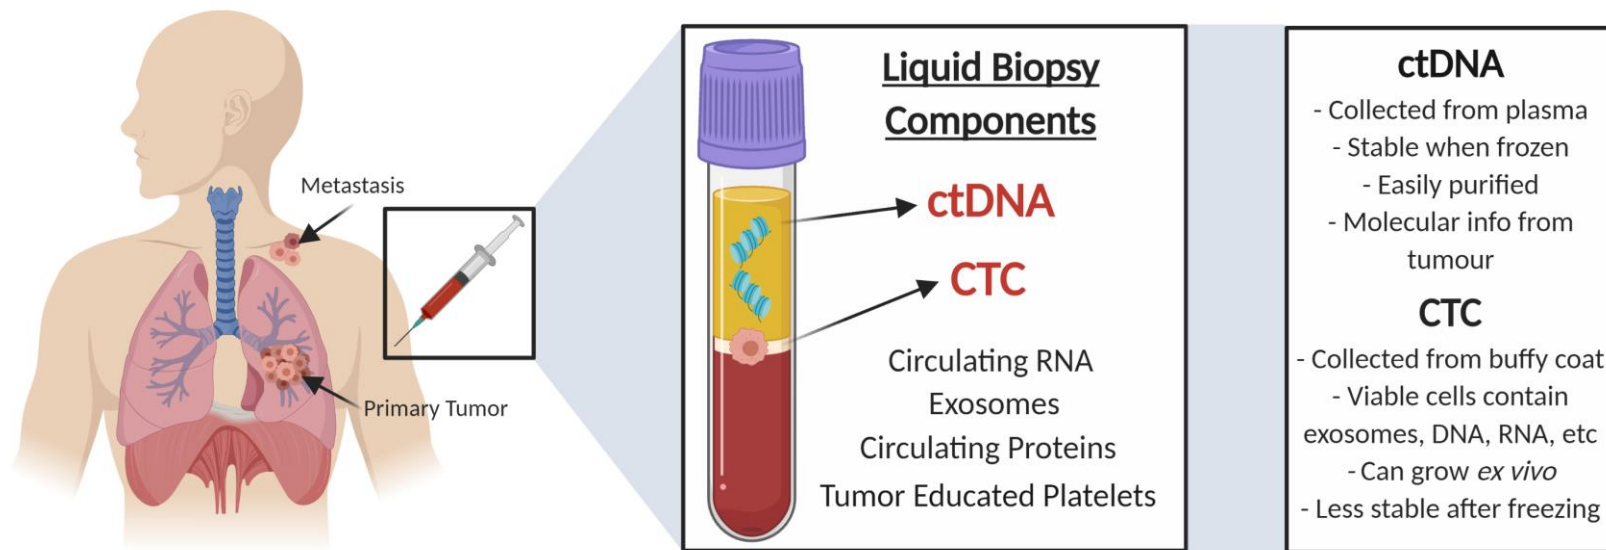 Metastasis
Primary Tumor
Liquid Biopsy
Components
ctDNA
CTC
Circulating RNA
Exosomes
Circulating Proteins
Tumor Educated Platelets
ctDNA
- Collected from plasma
- Stable when frozen
- Easily purified
- Molecular info from
tumour
CTC
- Collected from buffy coat
- Viable cells contain
exosomes, DNA, RNA, etc
- Can grow ex vivo
- Less stable after freezing